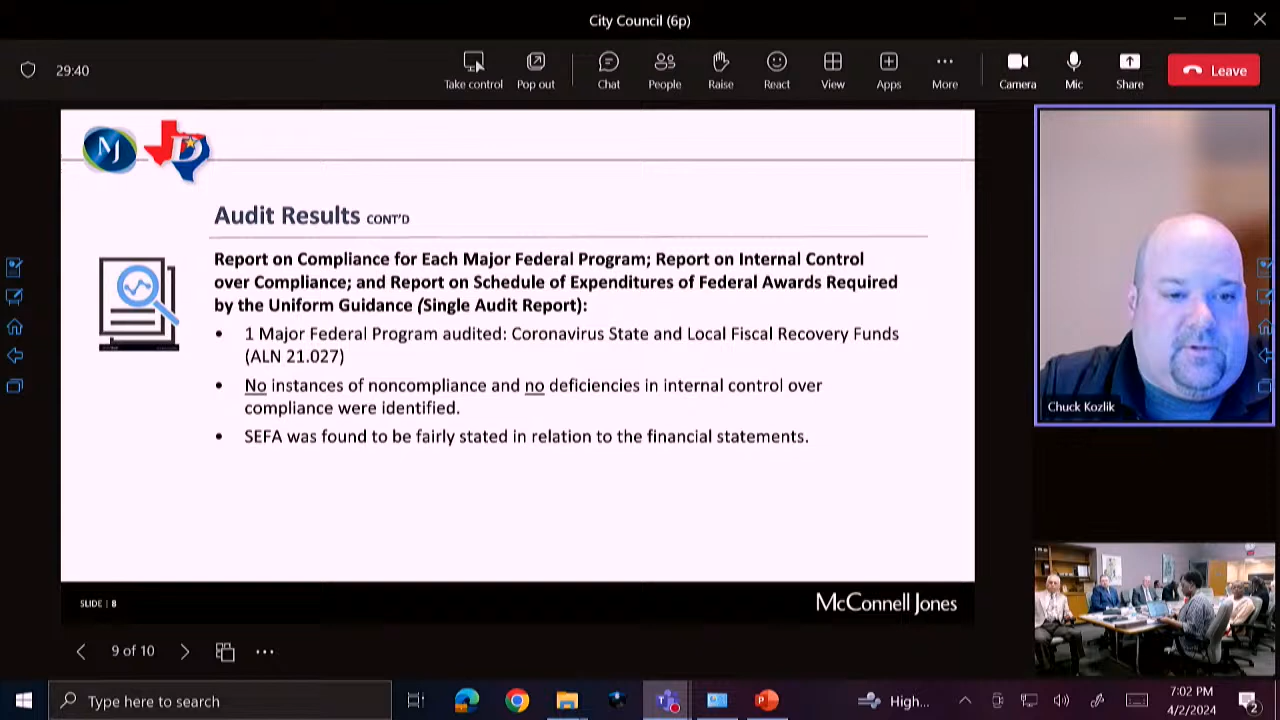 City Council (6p)
29:40
Take control
Pop out
Chat
People
Raise
React
View
Apps
More
Camera
Mic
Share
Leave
MJ
D
Audit Results CONT'D
Report on Compliance for Each Major Federal Program; Report on Internal Control
over Compliance; and Report on Schedule of Expenditures of Federal Awards Required
by the Uniform Guidance (Single Audit Report):
• 1 Major Federal Program audited: Coronavirus State and Local Fiscal Recovery Funds
(ALN 21.027)
• No instances of noncompliance and no deficiencies in internal control over
compliance were identified.
• SEFA was found to be fairly stated in relation to the financial statements.
SLIDE | 8
McConnell Jones
Chuck Kozlik
9 of 10
Type here to search
High...
7:02 PM
4/2/2024
2